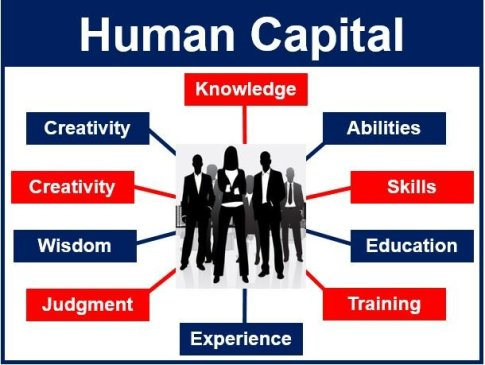 Human Capital
Knowledge
Creativity
Abilities
Creativity
Skills
Wisdom
Education
Judgment
Training
Experience